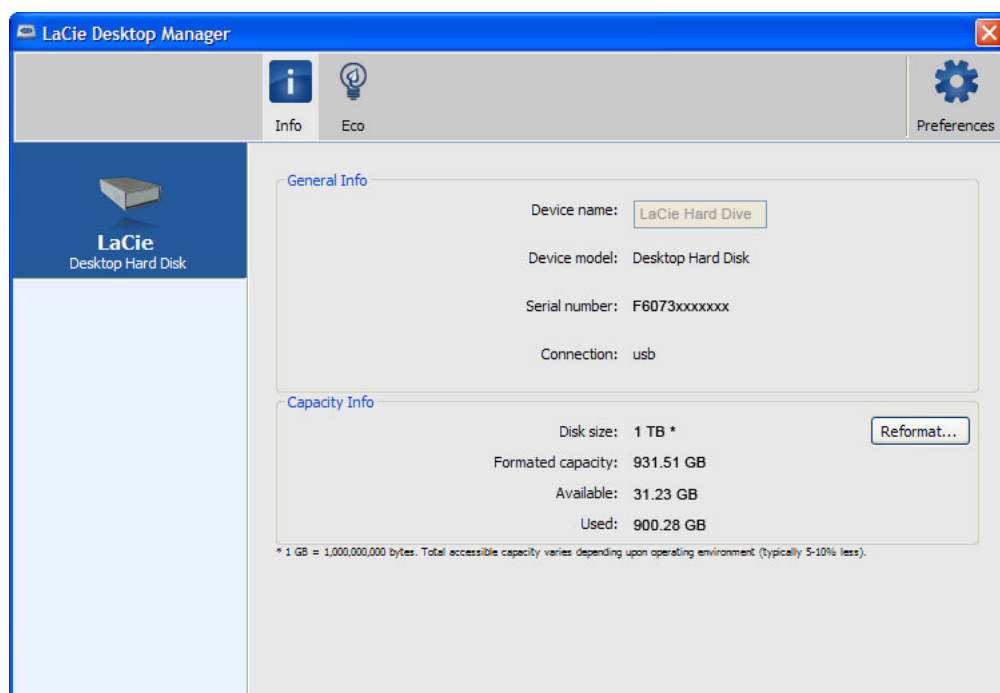 LaCie Desktop Manager
Info
Eco
Preferences
LaCie
Desktop Hard Disk
General Info
Device name: LaCie Hard Dive
Device model: Desktop Hard Disk
Serial number: F6073xxxxxxx
Connection: usb
Capacity Info
Disk size: 1 TB *
Reformat...
Formated capacity: 931.51 GB
Available: 31.23 GB
Used: 900.28 GB
* 1 GB = 1,000,000,000 bytes. Total accessible capacity varies depending upon operating environment (typically 5-10% less).